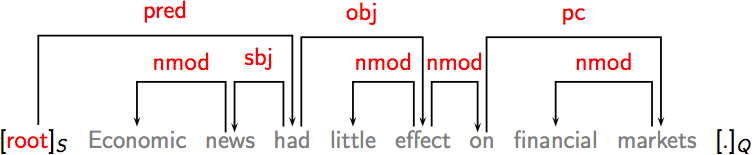 pred obj pc
nmod sbj nmod nmod nmod
[root]S Economic news had little effect on financial markets [.]Q